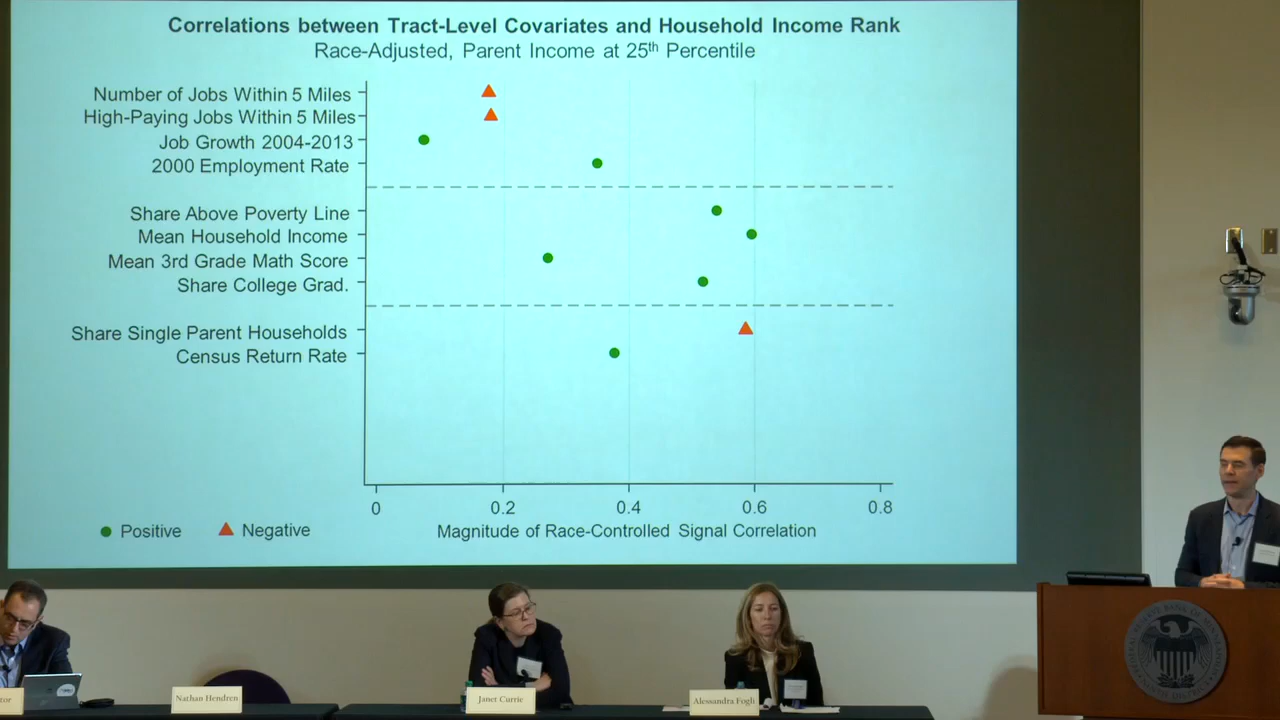 Correlations between Tract-Level Covariates and Household Income Rank
Race-Adjusted, Parent Income at 25th Percentile
Number of Jobs Within 5 Miles
High-Paying Jobs Within 5 Miles
Job Growth 2004-2013
2000 Employment Rate
Share Above Poverty Line
Mean Household Income
Mean 3rd Grade Math Score
Share College Grad.
Share Single Parent Households
Census Return Rate
0 0.2 0.4 0.6 0.8
Positive Negative Magnitude of Race-Controlled Signal Correlation
tor
Nathan Hendren
Janet Currie
Alessandra Fogli